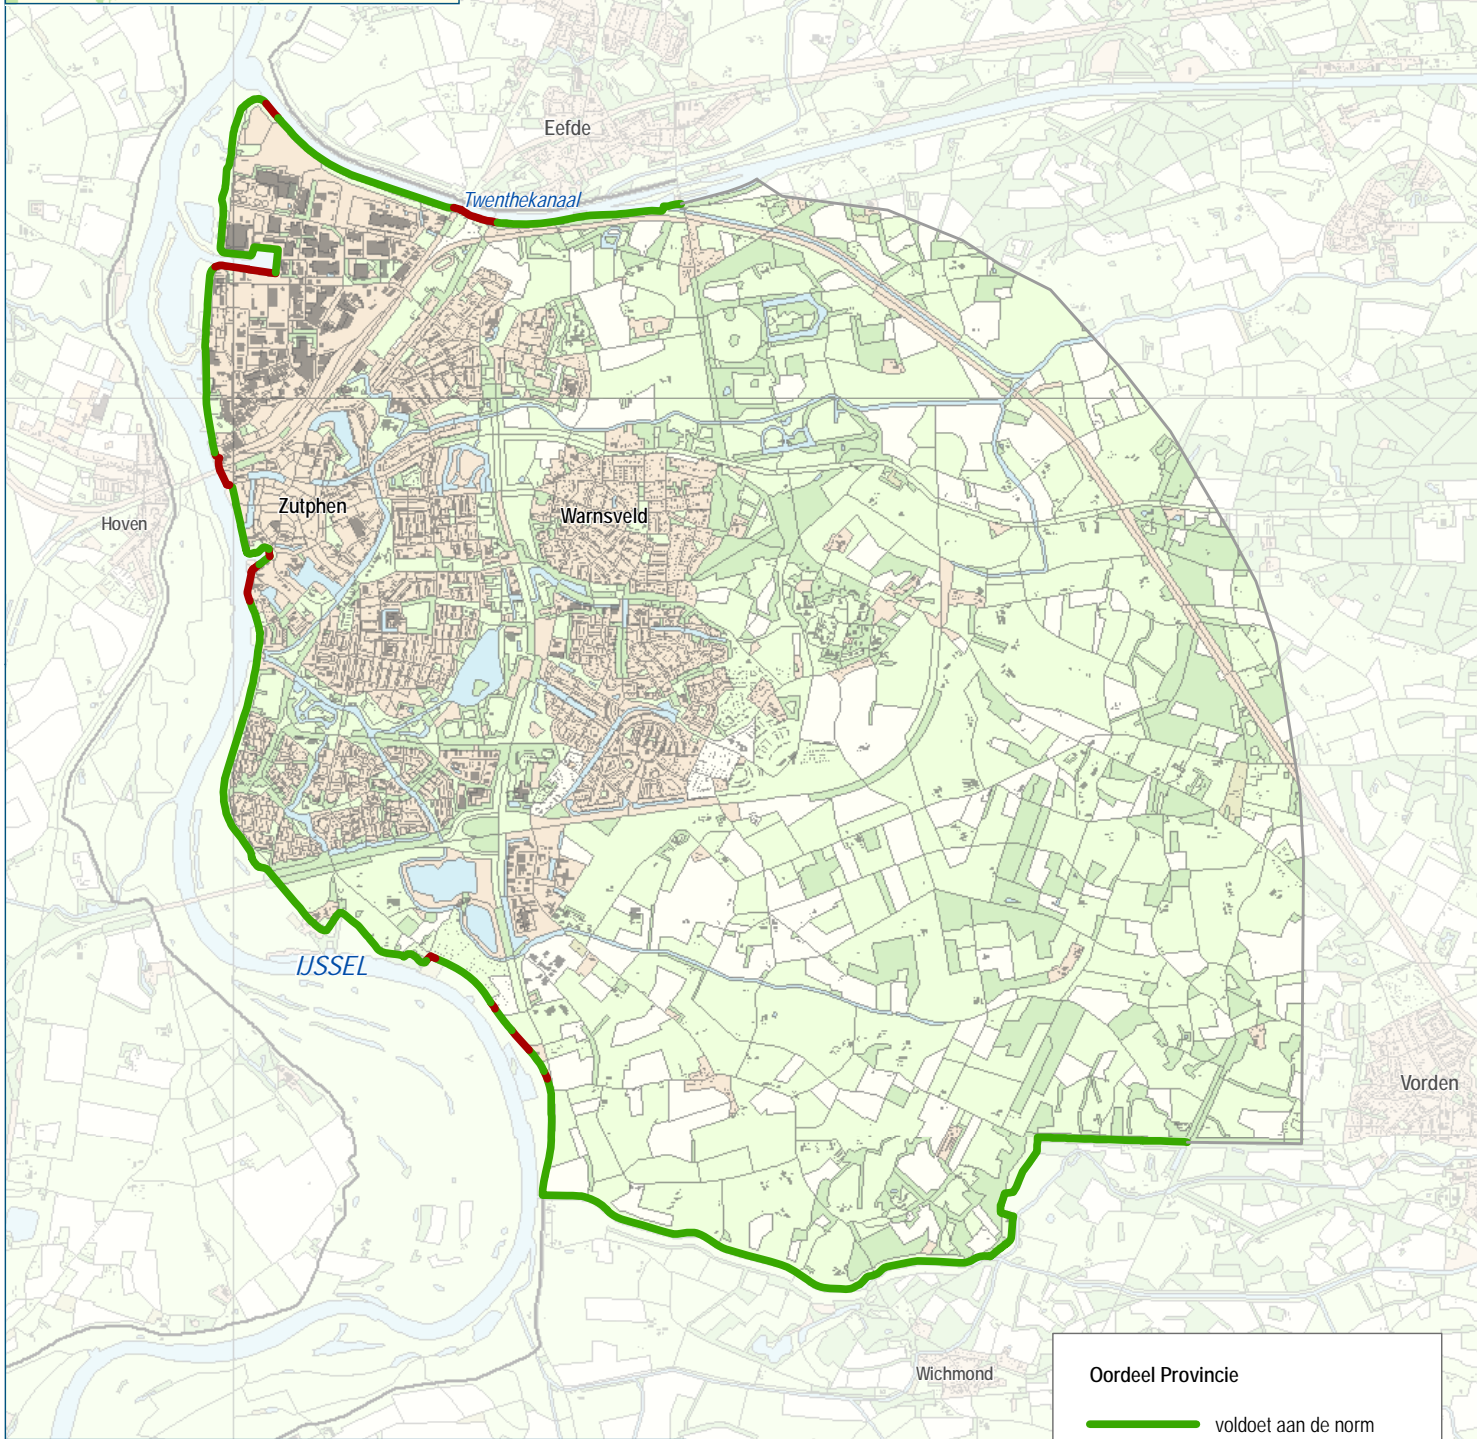 Eefde
Twenthekanaal
Zutphen
Warnsveld
Hoven
IJSSEL
Vorden
Wichmond
Oordeel Provincie
voldoet aan de norm